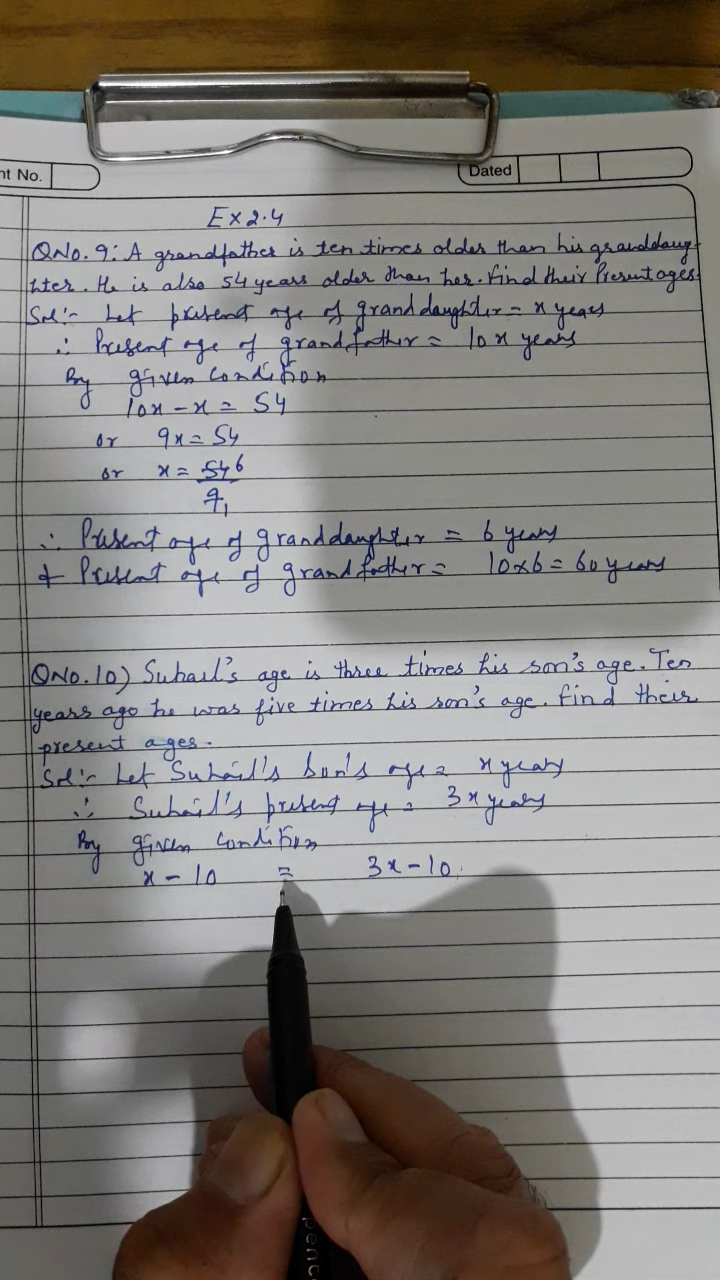 nt No.
Dated
Ex 2.4
QNo. 9: A grandfather is ten times older than his granddaug-
hter. He is also 54 years older than her. Find their Present ages.
Sol:- Let present age of granddaughter = x years
∴ Present age of grandfather = 10x years
By given condition
10x - x = 54
or 9x = 54
or x = 54 6
9 1
∴ Present age of granddaughter = 6 years
& Present age of grandfather = 10×6 = 60 years
QNo. 10) Suhail's age is three times his son's age. Ten
years ago he was five times his son's age. find their
present ages.
Sol:- Let Suhail's son's age = x years
∴ Suhail's present age = 3x years
By given condition
x - 10 = 3x - 10
penc